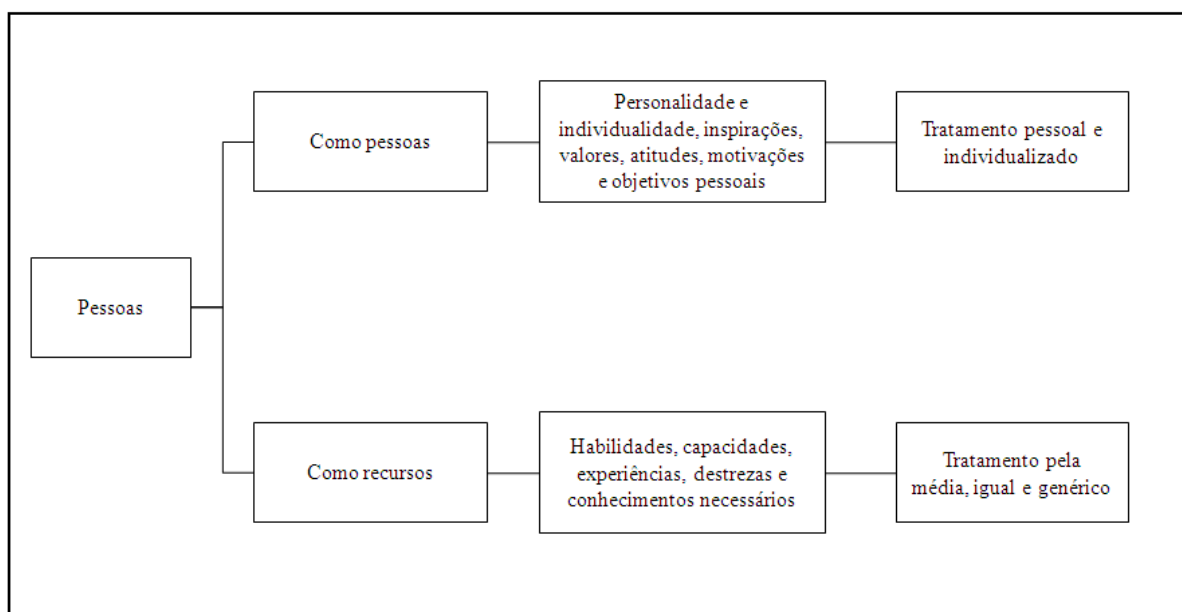 Como pessoas
Personalidade e
individualidade, inspirações,
valores, atitudes, motivações
e objetivos pessoais
Tratamento pessoal e
individualizado
Pessoas
Como recursos
Habilidades, capacidades,
experiências, destrezas e
conhecimentos necessários
Tratamento pela
média, igual e genérico